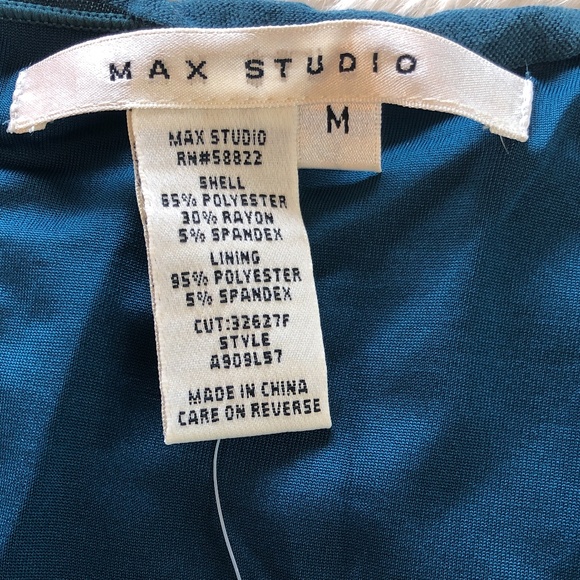 MAX STUDIO
M
MAX STUDIO
RN#58822
SHELL
65% POLYESTER
30% RAYON
5% SPANDEX
LINING
95% POLYESTER
5% SPANDEX
CUT:32627F
STYLE
A909L57
MADE IN CHINA
CARE ON REVERSE